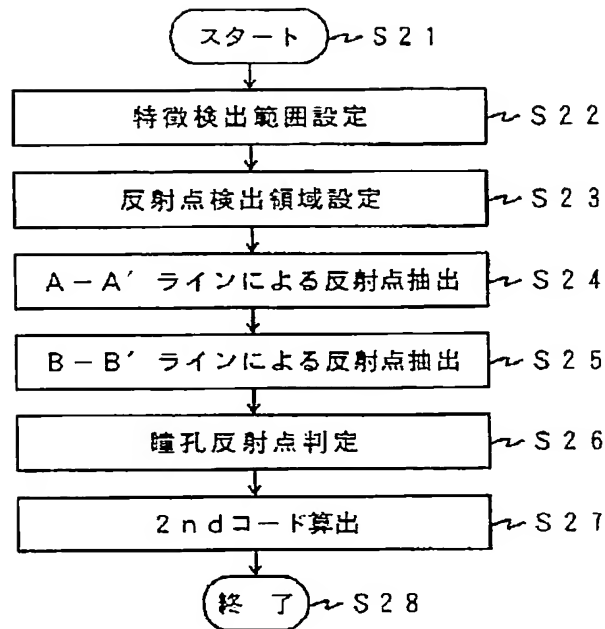 スタート S21
特徴検出範囲設定 S22
反射点検出領域設定 S23
A-A′ラインによる反射点抽出 S24
B-B′ラインによる反射点抽出 S25
瞳孔反射点判定 S26
2ndコード算出 S27
終了 S28